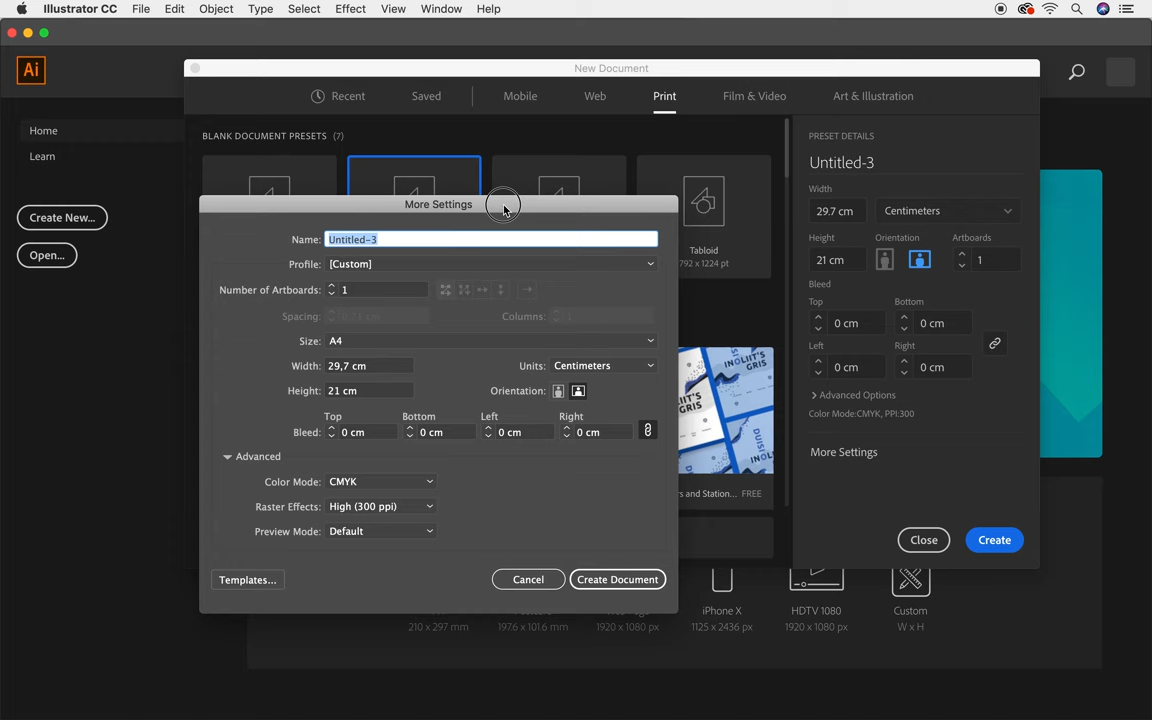 Illustrator CC File Edit Object Type Select Effect View Window Help
Ai
New Document
Recent Saved Mobile Web Print Film & Video Art & Illustration
Home
Learn
Create New...
Open...
BLANK DOCUMENT PRESETS (7)
Tabloid
792 x 1224 pt
INOLIIT'S
GRIS
FREE
PRESET DETAILS
Untitled-3
Width
29.7 cm Centimeters
Height Orientation Artboards
21 cm 1
Bleed
Top Bottom
0 cm 0 cm
Left Right
0 cm 0 cm
Advanced Options
Color Mode:CMYK, PPI:300
More Settings
Close Create
More Settings
Name: Untitled-3
Profile: [Custom]
Number of Artboards: 1
Spacing: Columns: 1
Size: A4
Width: 29,7 cm Units: Centimeters
Height: 21 cm Orientation:
Top Bottom Left Right
Bleed: 0 cm 0 cm 0 cm 0 cm
Advanced
Color Mode: CMYK
Raster Effects: High (300 ppi)
Preview Mode: Default
Templates... Cancel Create Document
iPhone X HDTV 1080 Custom
210 x 297 mm 197.6 x 101.6 mm 1920 x 1080 px 1125 x 2436 px 1920 x 1080 px W x H